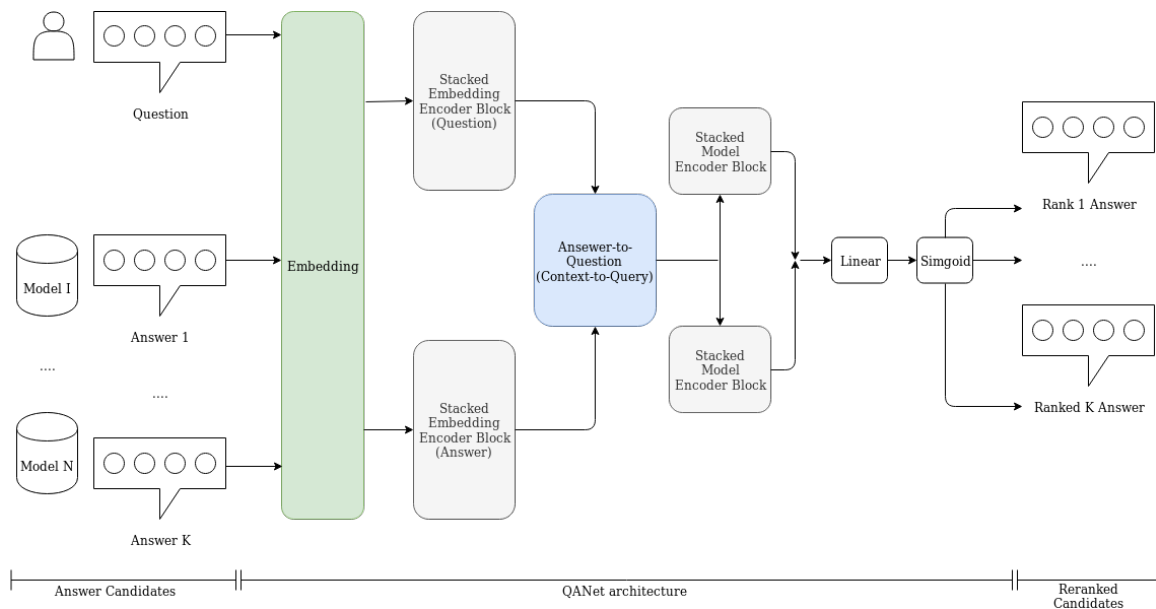 Question
Model I
Answer 1
....
....
Model N
Answer K
Embedding
Stacked
Embedding
Encoder Block
(Question)
Stacked
Embedding
Encoder Block
(Answer)
Ansewer-to-
Question
(Context-to-Query)
Stacked
Model
Encoder Block
Stacked
Model
Encoder Block
Linear
Simgoid
Rank 1 Answer
....
Ranked K Answer
Answer Candidates
QANet architecture
Reranked
Candidates